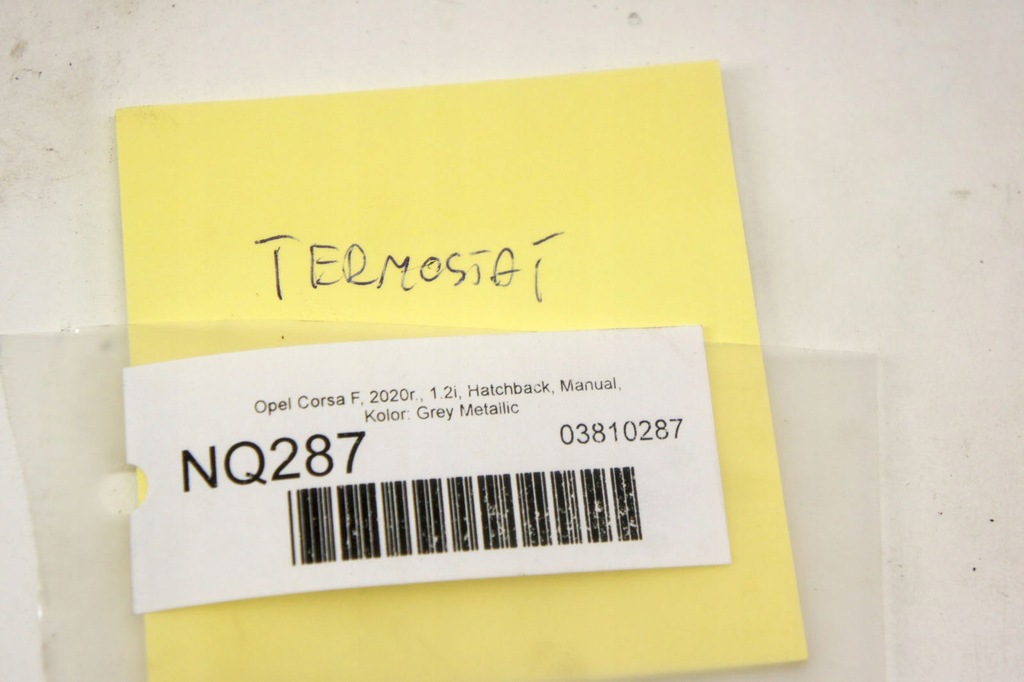 TERMOSTAT
Opel Corsa F, 2020r., 1.2i, Hatchback, Manual,
Kolor: Grey Metallic
NQ287
03810287